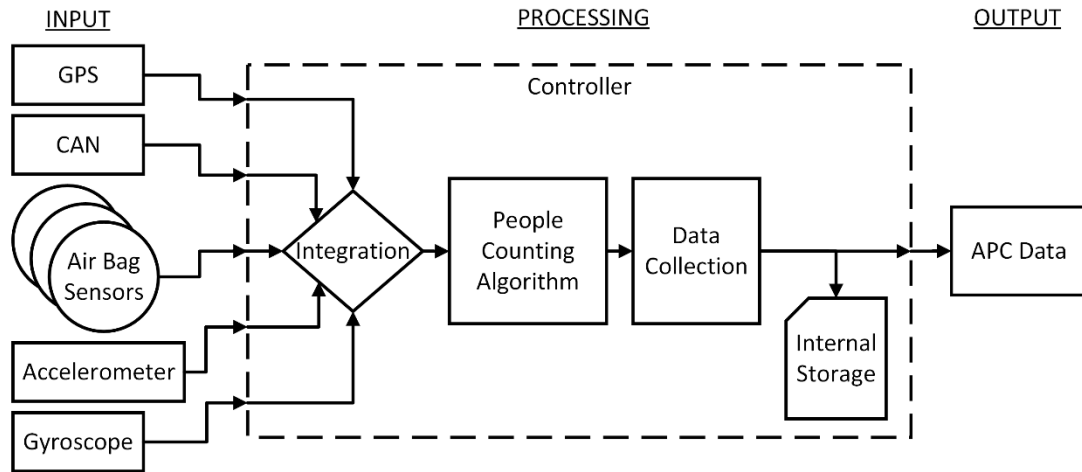 INPUT
PROCESSING
OUTPUT
GPS
CAN
Air Bag
Sensors
Accelerometer
Gyroscope
Controller
Integration
People
Counting
Algorithm
Data
Collection
Internal
Storage
APC Data